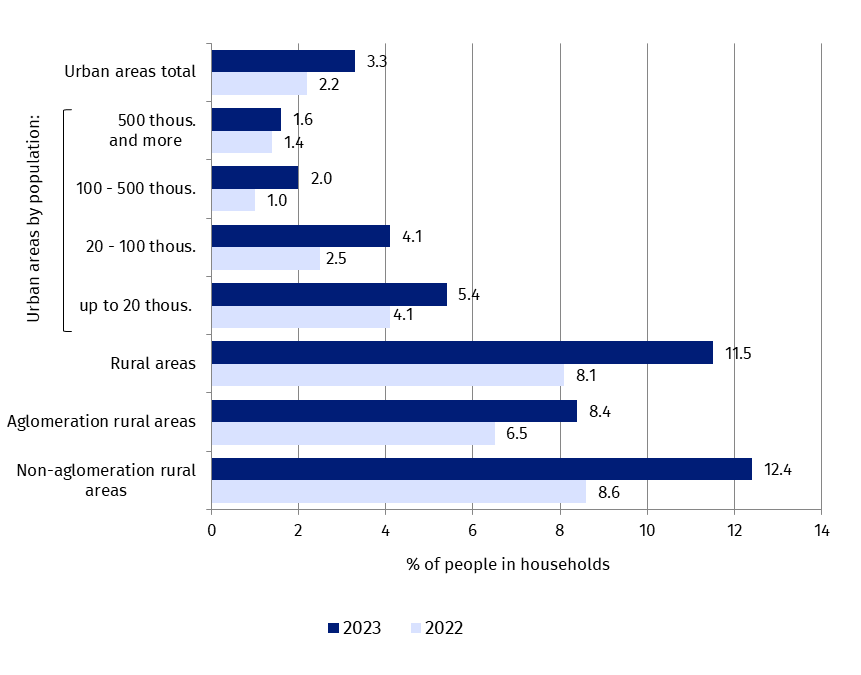 Urban areas total
3.3
2.2
Urban areas by population:
500 thous.
and more
1.6
1.4
100 - 500 thous.
2.0
1.0
20 - 100 thous.
4.1
2.5
up to 20 thous.
5.4
4.1
Rural areas
11.5
8.1
Aglomeration rural areas
8.4
6.5
Non-aglomeration rural
areas
12.4
8.6
0 2 4 6 8 10 12 14
% of people in households
2023 2022